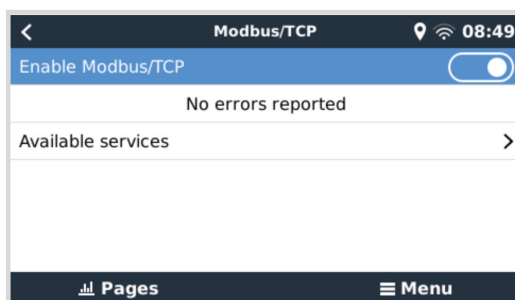 Modbus/TCP 08:49
Enable Modbus/TCP
No errors reported
Available services
Pages Menu